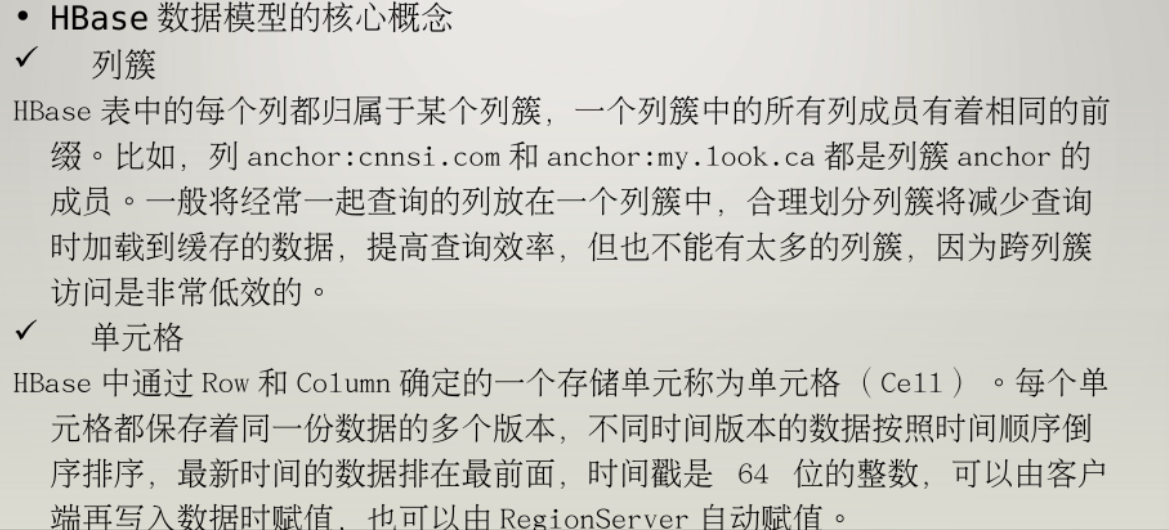 • HBase 数据模型的核心概念
✓ 列簇
HBase 表中的每个列都归属于某个列簇，一个列簇中的所有列成员有着相同的前
缀。比如，列 anchor:cnnsi.com 和 anchor:my.look.ca 都是列簇 anchor 的
成员。一般将经常一起查询的列放在一个列簇中，合理划分列簇将减少查询
时加载到缓存的数据，提高查询效率，但也不能有太多的列簇，因为跨列簇
访问是非常低效的。
✓ 单元格
HBase 中通过 Row 和 Column 确定的一个存储单元称为单元格（Cell）。每个单
元格都保存着同一份数据的多个版本，不同时间版本的数据按照时间顺序倒
序排序，最新时间的数据排在最前面，时间戳是 64 位的整数，可以由客户
端再写入数据时赋值，也可以由 RegionServer 自动赋值。